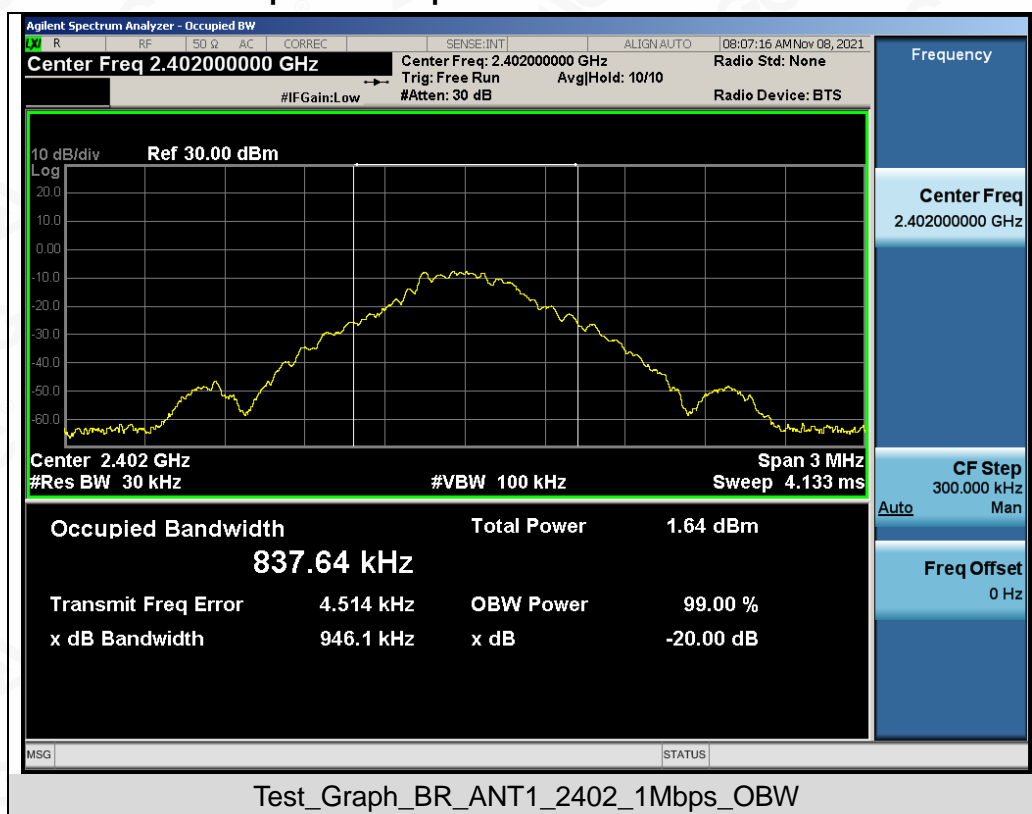 Agilent Spectrum Analyzer - Occupied BW
LXI R RF 50 Ω AC CORREC SENSE:INT ALIGN AUTO 08:07:16 AM Nov 08, 2021
Center Freq 2.402000000 GHz Center Freq: 2.402000000 GHz Radio Std: None
Trig: Free Run Avg|Hold: 10/10
#IFGain:Low #Atten: 30 dB Radio Device: BTS
Frequency
10 dB/div Ref 30.00 dBm
Log
20.0
10.0
0.00
-10.0
-20.0
-30.0
-40.0
-50.0
-60.0
Center 2.402 GHz Span 3 MHz
#Res BW 30 kHz #VBW 100 kHz Sweep 4.133 ms
Center Freq
2.402000000 GHz
CF Step
300.000 kHz
Auto Man
Freq Offset
0 Hz
Occupied Bandwidth Total Power 1.64 dBm
837.64 kHz
Transmit Freq Error 4.514 kHz OBW Power 99.00 %
x dB Bandwidth 946.1 kHz x dB -20.00 dB
MSG STATUS
Test_Graph_BR_ANT1_2402_1Mbps_OBW